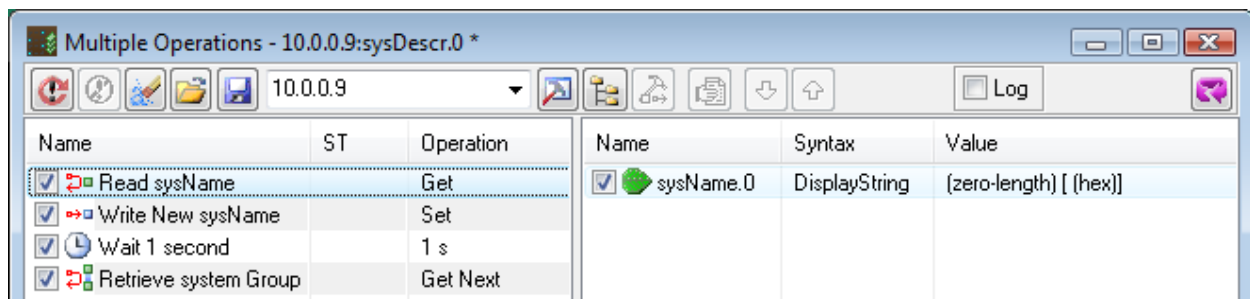 Multiple Operations - 10.0.0.9:sysDescr.0 *
10.0.0.9 Log
Name ST Operation Name Syntax Value
Read sysName Get sysName.0 DisplayString (zero-length) [ (hex)]
Write New sysName Set
Wait 1 second 1 s
Retrieve system Group Get Next